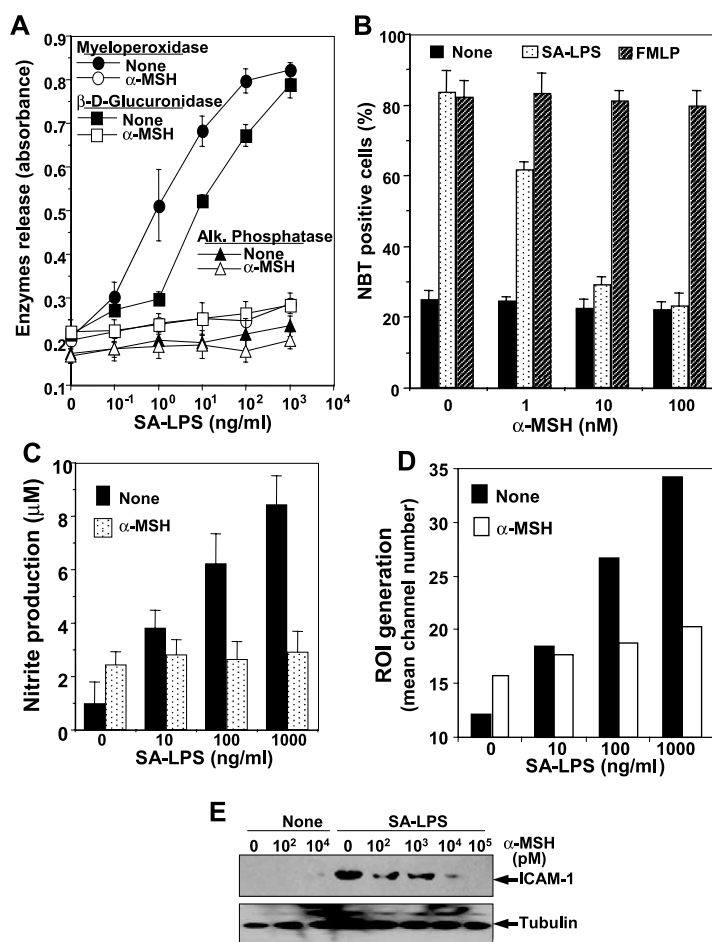 A
Myeloperoxidase
None
α-MSH
β-D-Glucuronidase
None
α-MSH
Alk. Phosphatase
None
α-MSH
Enzymes release (absorbance)
0.9
0.8
0.7
0.6
0.5
0.4
0.3
0.2
0.1
0 10⁻¹ 10⁰ 10¹ 10² 10³ 10⁴
SA-LPS (ng/ml)
B
None SA-LPS FMLP
NBT positive cells (%)
100
80
60
40
20
0
0 1 10 100
α-MSH (nM)
C
None
α-MSH
Nitrite production (μM)
10
8
6
4
2
0
0 10 100 1000
SA-LPS (ng/ml)
D
None
α-MSH
ROI generation
(mean channel number)
35
30
25
20
15
10
0 10 100 1000
SA-LPS (ng/ml)
E
None SA-LPS
0 10² 10⁴ 0 10² 10³ 10⁴ 10⁵ α-MSH
(pM)
ICAM-1
Tubulin